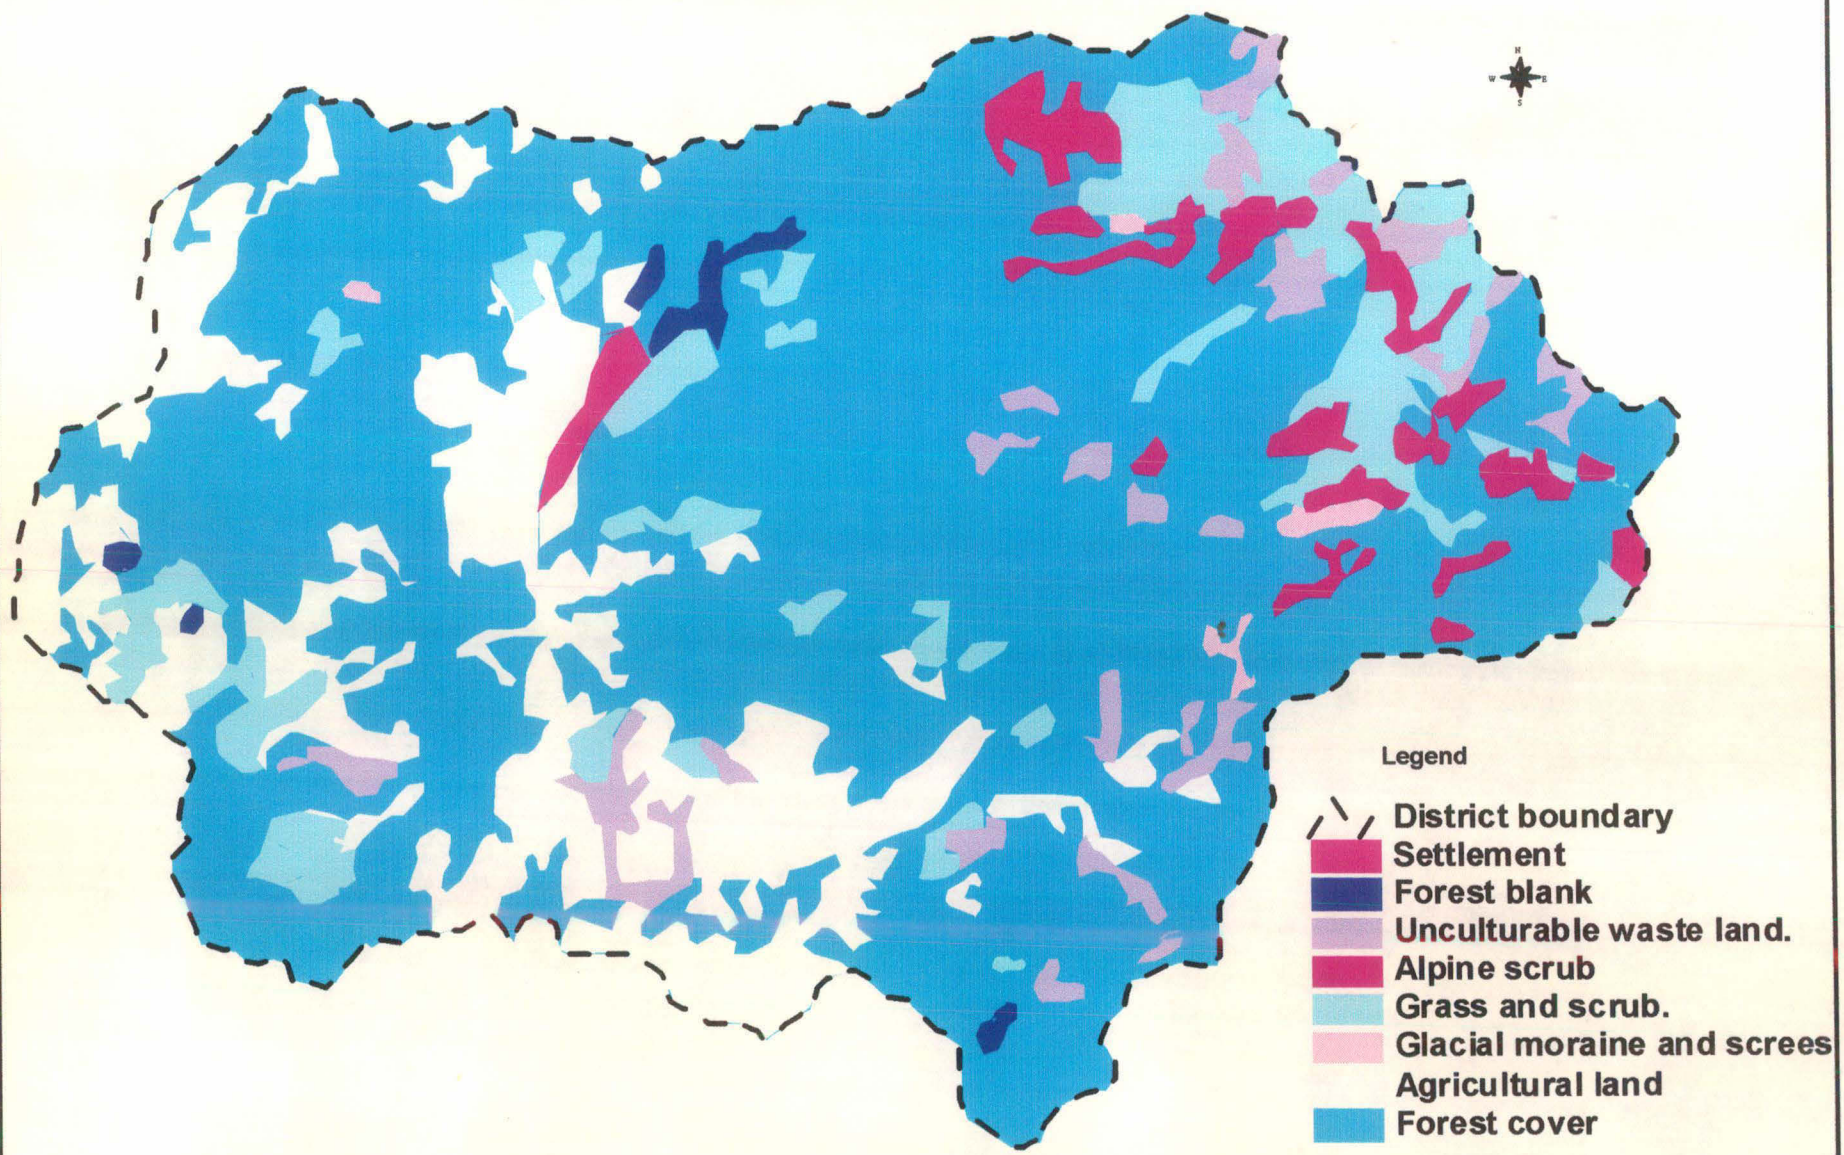 N
W E
S
Legend
District boundary
Settlement
Forest blank
Unculturable waste land.
Alpine scrub
Grass and scrub.
Glacial moraine and screes
Agricultural land
Forest cover